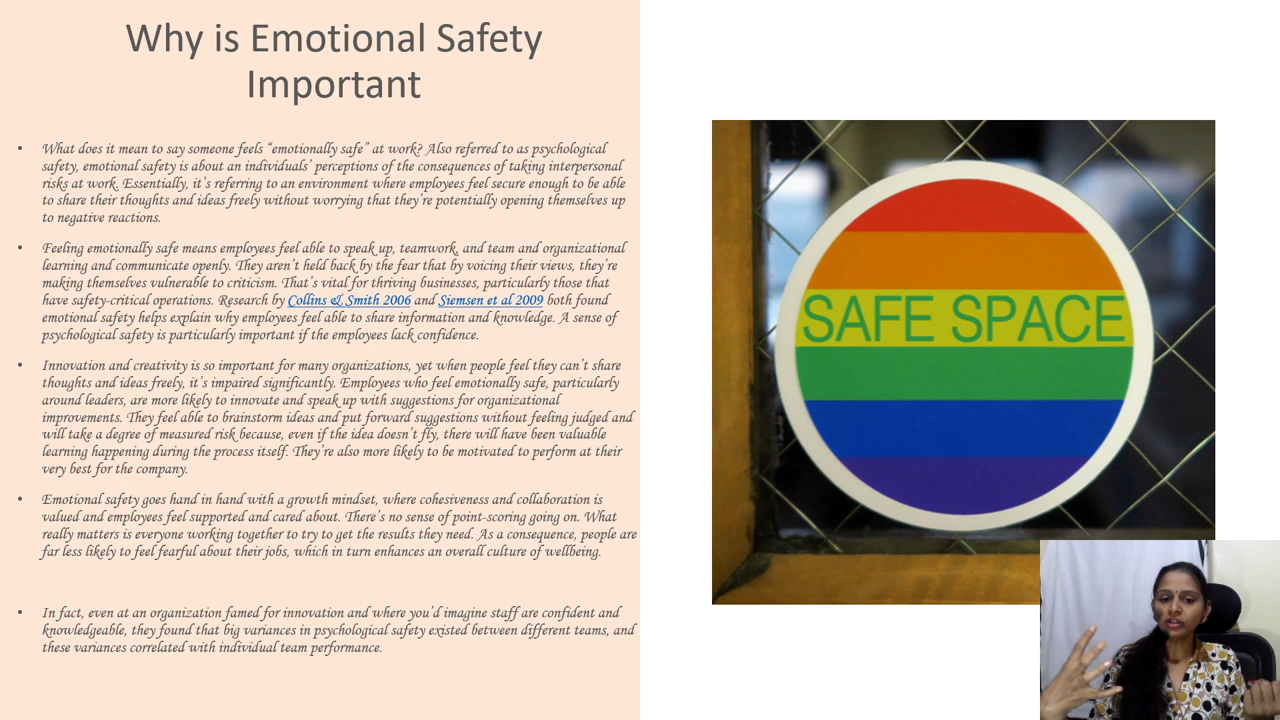 Why is Emotional Safety
Important
• What does it mean to say someone feels “emotionally safe” at work? Also referred to as psychological
safety, emotional safety is about an individuals’ perceptions of the consequences of taking interpersonal
risks at work. Essentially, it’s referring to an environment where employees feel secure enough to be able
to share their thoughts and ideas freely without worrying that they’re potentially opening themselves up
to negative reactions.
• Feeling emotionally safe means employees feel able to speak up, teamwork, and team and organizational
learning and communicate openly. They aren’t held back by the fear that by voicing their views, they’re
making themselves vulnerable to criticism. That’s vital for thriving businesses, particularly those that
have safety-critical operations. Research by Collins & Smith 2006 and Siemsen et al 2009 both found
emotional safety helps explain why employees feel able to share information and knowledge. A sense of
psychological safety is particularly important if the employees lack confidence.
• Innovation and creativity is so important for many organizations, yet when people feel they can’t share
thoughts and ideas freely, it’s impaired significantly. Employees who feel emotionally safe, particularly
around leaders, are more likely to innovate and speak up with suggestions for organizational
improvements. They feel able to brainstorm ideas and put forward suggestions without feeling judged and
will take a degree of measured risk because, even if the idea doesn’t fly, there will have been valuable
learning happening during the process itself. They’re also more likely to be motivated to perform at their
very best for the company.
• Emotional safety goes hand in hand with a growth mindset, where cohesiveness and collaboration is
valued and employees feel supported and cared about. There’s no sense of point-scoring going on. What
really matters is everyone working together to try to get the results they need. As a consequence, people are
far less likely to feel fearful about their jobs, which in turn enhances an overall culture of wellbeing.
• In fact, even at an organization famed for innovation and where you’d imagine staff are confident and
knowledgeable, they found that big variances in psychological safety existed between different teams, and
these variances correlated with individual team performance.
SAFE SPACE